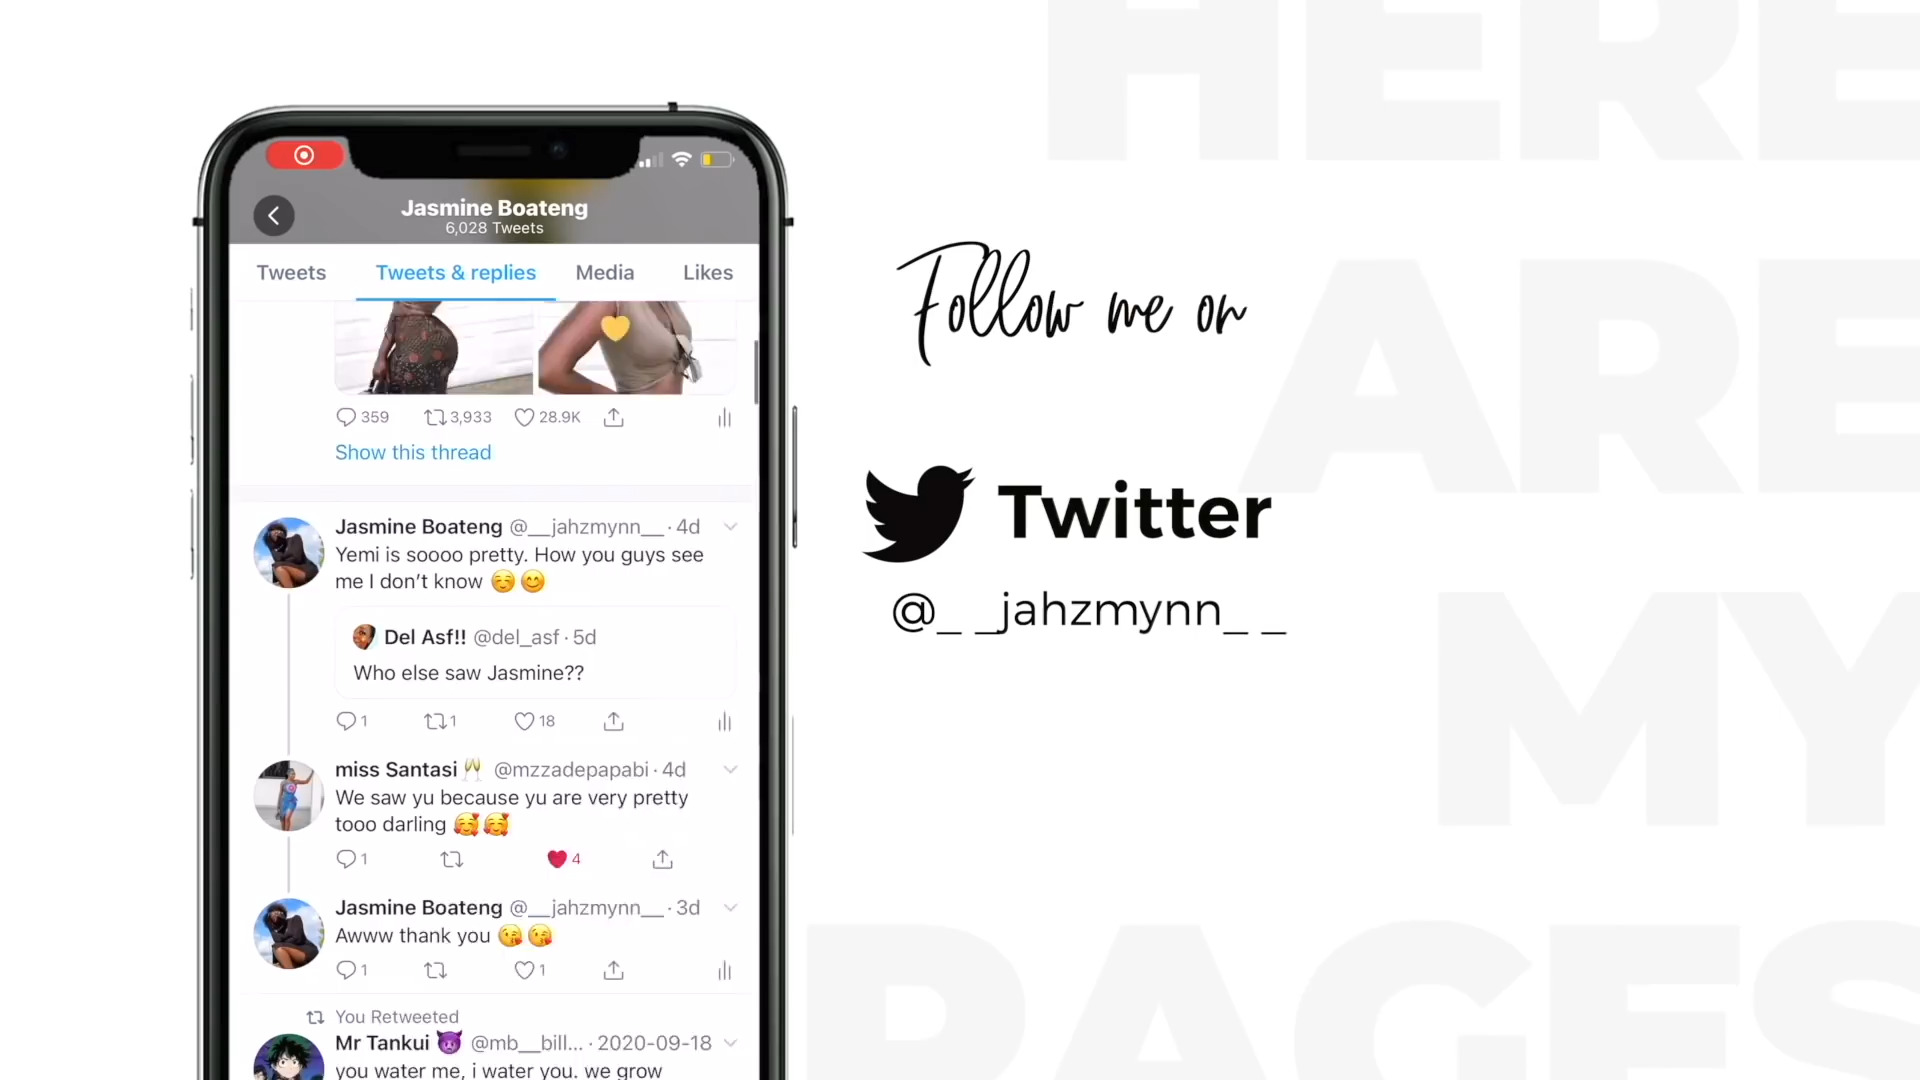 HERE
ARE
MY
PAGES
Jasmine Boateng
6,028 Tweets
Tweets
Tweets & replies
Media
Likes
359
3,933
28.9K
Show this thread
Jasmine Boateng @__jahzmynn__ · 4d
Yemi is soooo pretty. How you guys see
me I don’t know ☺️ 😊
Del Asf!! @del_asf · 5d
Who else saw Jasmine??
1
1
18
miss Santasi 🥂 @mzzadepapabi · 4d
We saw yu because yu are very pretty
tooo darling 🥰 🥰
1
4
Jasmine Boateng @__jahzmynn__ · 3d
Awww thank you 😘 😘
1
1
You Retweeted
Mr Tankui 😈 @mb__bill... · 2020-09-18
you water me, i water you. we grow
Follow me on
Twitter
@_ _jahzmynn_ _